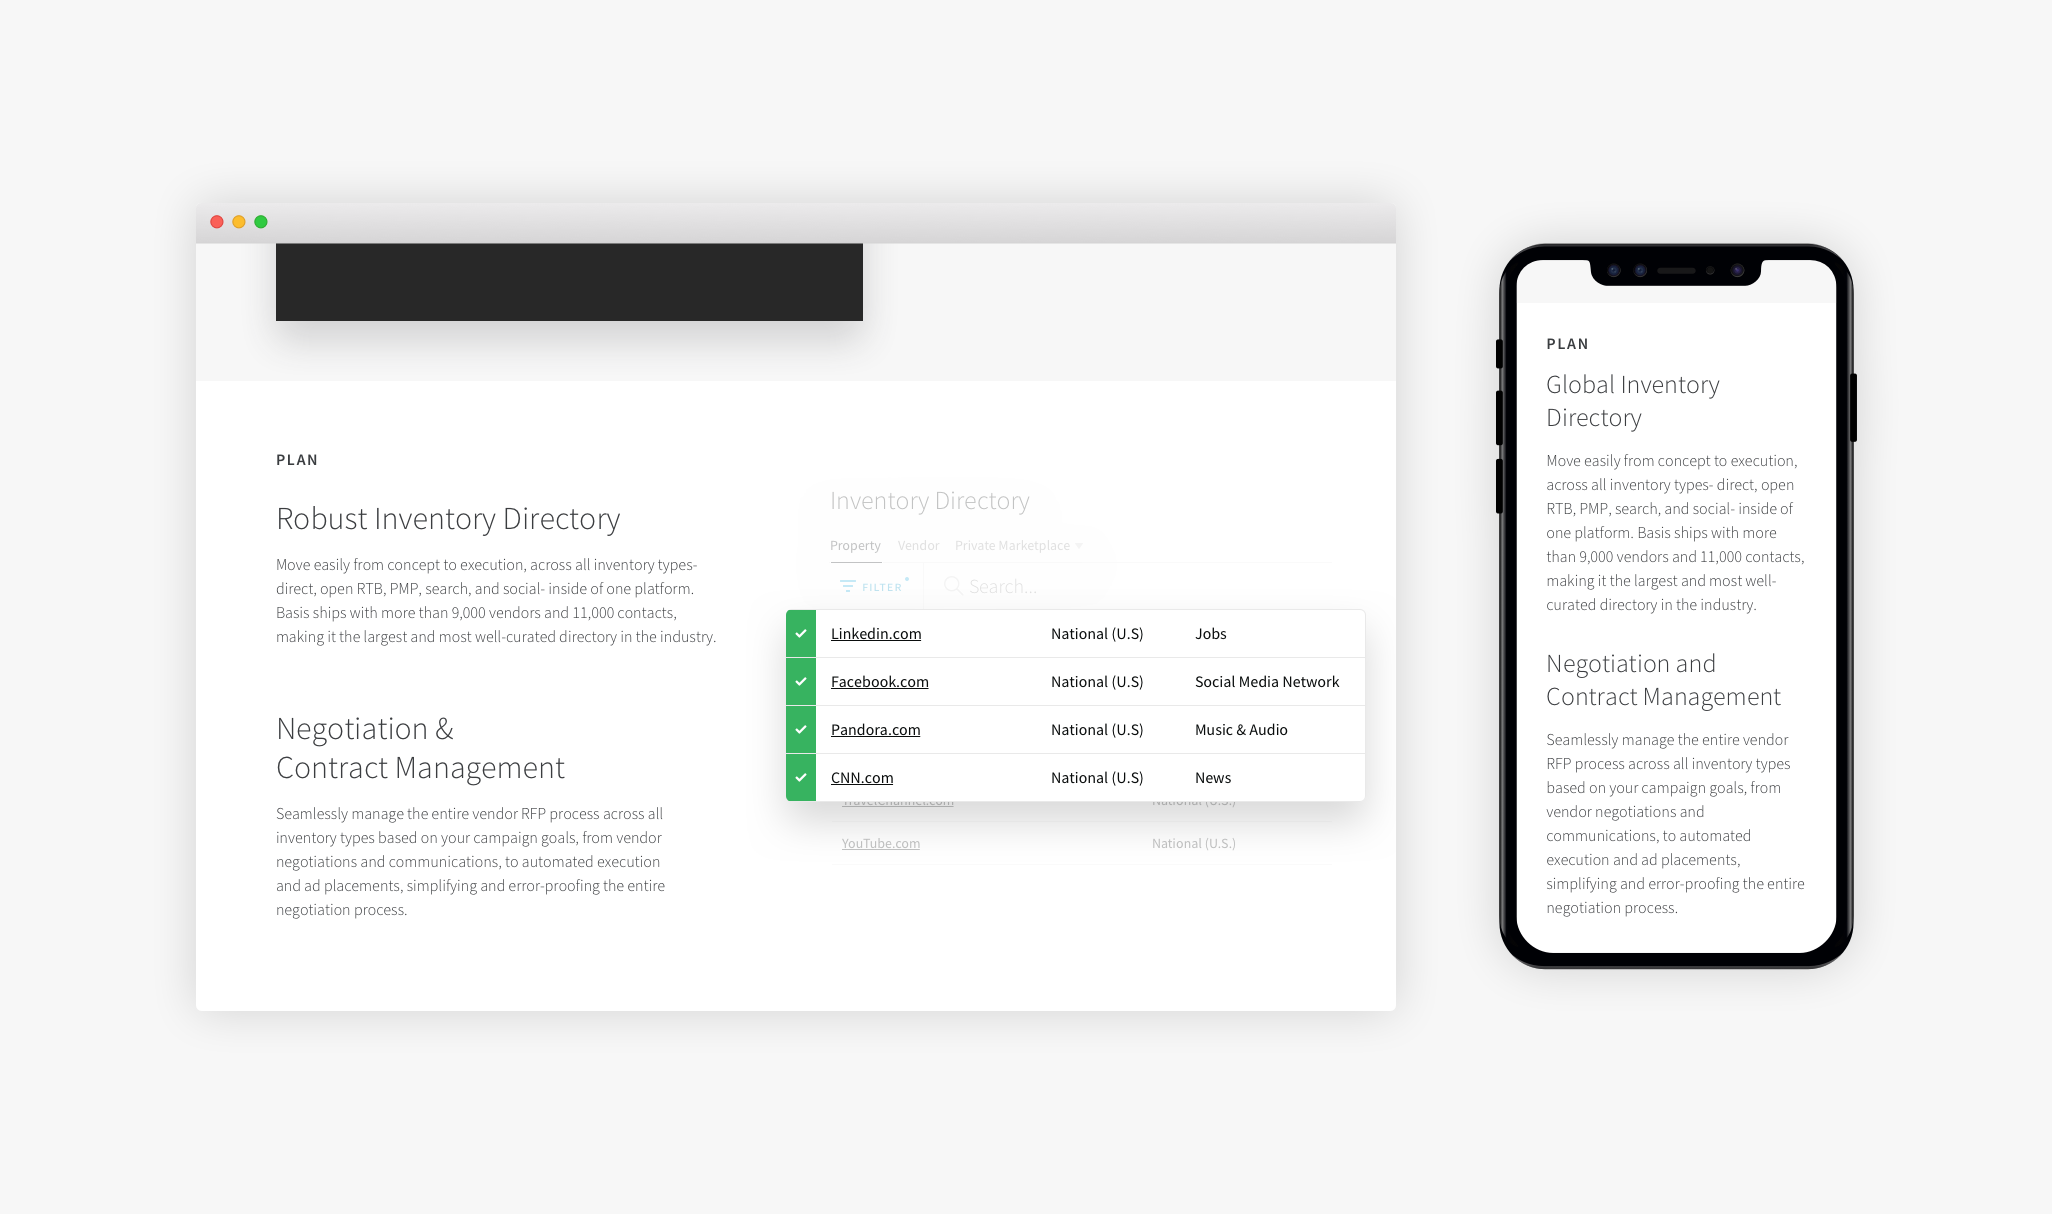 PLAN
Robust Inventory Directory
Move easily from concept to execution, across all inventory types-
direct, open RTB, PMP, search, and social- inside of one platform.
Basis ships with more than 9,000 vendors and 11,000 contacts,
making it the largest and most well-curated directory in the industry.
Negotiation &
Contract Management
Seamlessly manage the entire vendor RFP process across all
inventory types based on your campaign goals, from vendor
negotiations and communications, to automated execution
and ad placements, simplifying and error-proofing the entire
negotiation process.
Inventory Directory
Property Vendor Private Marketplace
FILTER Search...
Linkedin.com National (U.S) Jobs
Facebook.com National (U.S) Social Media Network
Pandora.com National (U.S) Music & Audio
CNN.com National (U.S) News
TravelChannel.com National (U.S.)
YouTube.com National (U.S.)
PLAN
Global Inventory
Directory
Move easily from concept to execution,
across all inventory types- direct, open
RTB, PMP, search, and social- inside of
one platform. Basis ships with more
than 9,000 vendors and 11,000 contacts,
making it the largest and most well-
curated directory in the industry.
Negotiation and
Contract Management
Seamlessly manage the entire vendor
RFP process across all inventory types
based on your campaign goals, from
vendor negotiations and
communications, to automated
execution and ad placements,
simplifying and error-proofing the entire
negotiation process.